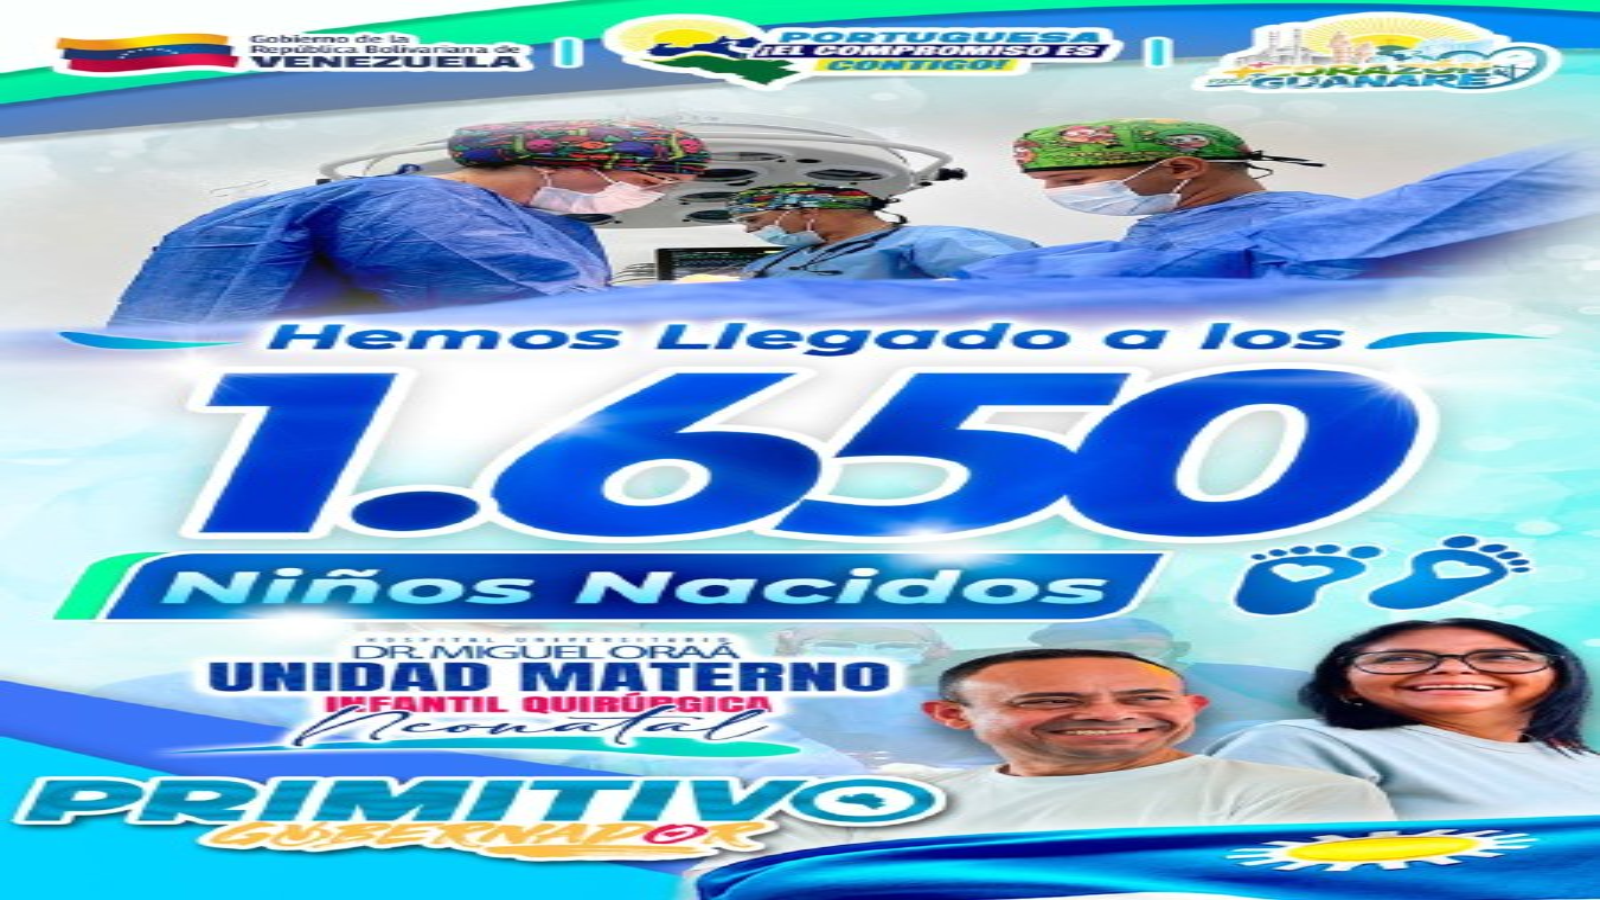 Gobierno de la
República Bolivariana de
VENEZUELA
PORTUGUESA
¡EL COMPROMISO ES
CONTIGO!
GUANARE
Hemos Llegado a los
1.650
Niños Nacidos
HOSPITAL UNIVERSITARIO
DR. MIGUEL ORAÁ
UNIDAD MATERNO
INFANTIL QUIRÚRGICA
Neonatal
PRIMITIVO
GOBERNADOR